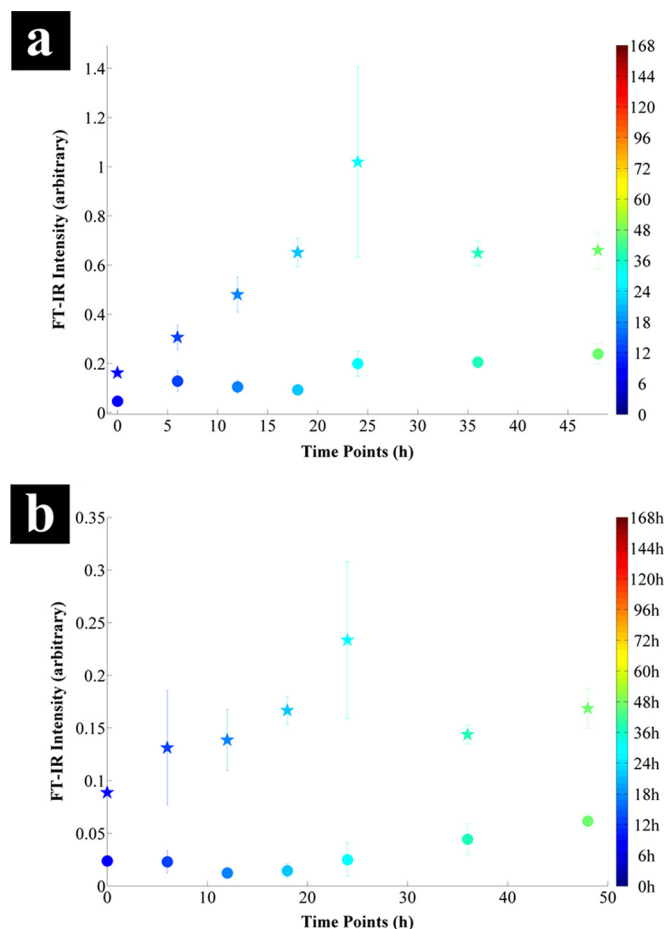 a
FT-IR Intensity (arbitrary)
1.4
1.2
1
0.8
0.6
0.4
0.2
0
0 5 10 15 20 25 30 35 40 45
Time Points (h)
168
144
120
96
72
60
48
36
24
18
12
6
0
b
FT-IR Intensity (arbitrary)
0.35
0.3
0.25
0.2
0.15
0.1
0.05
0
0 10 20 30 40 50
Time Points (h)
168h
144h
120h
96h
72h
60h
48h
36h
24h
18h
12h
6h
0h